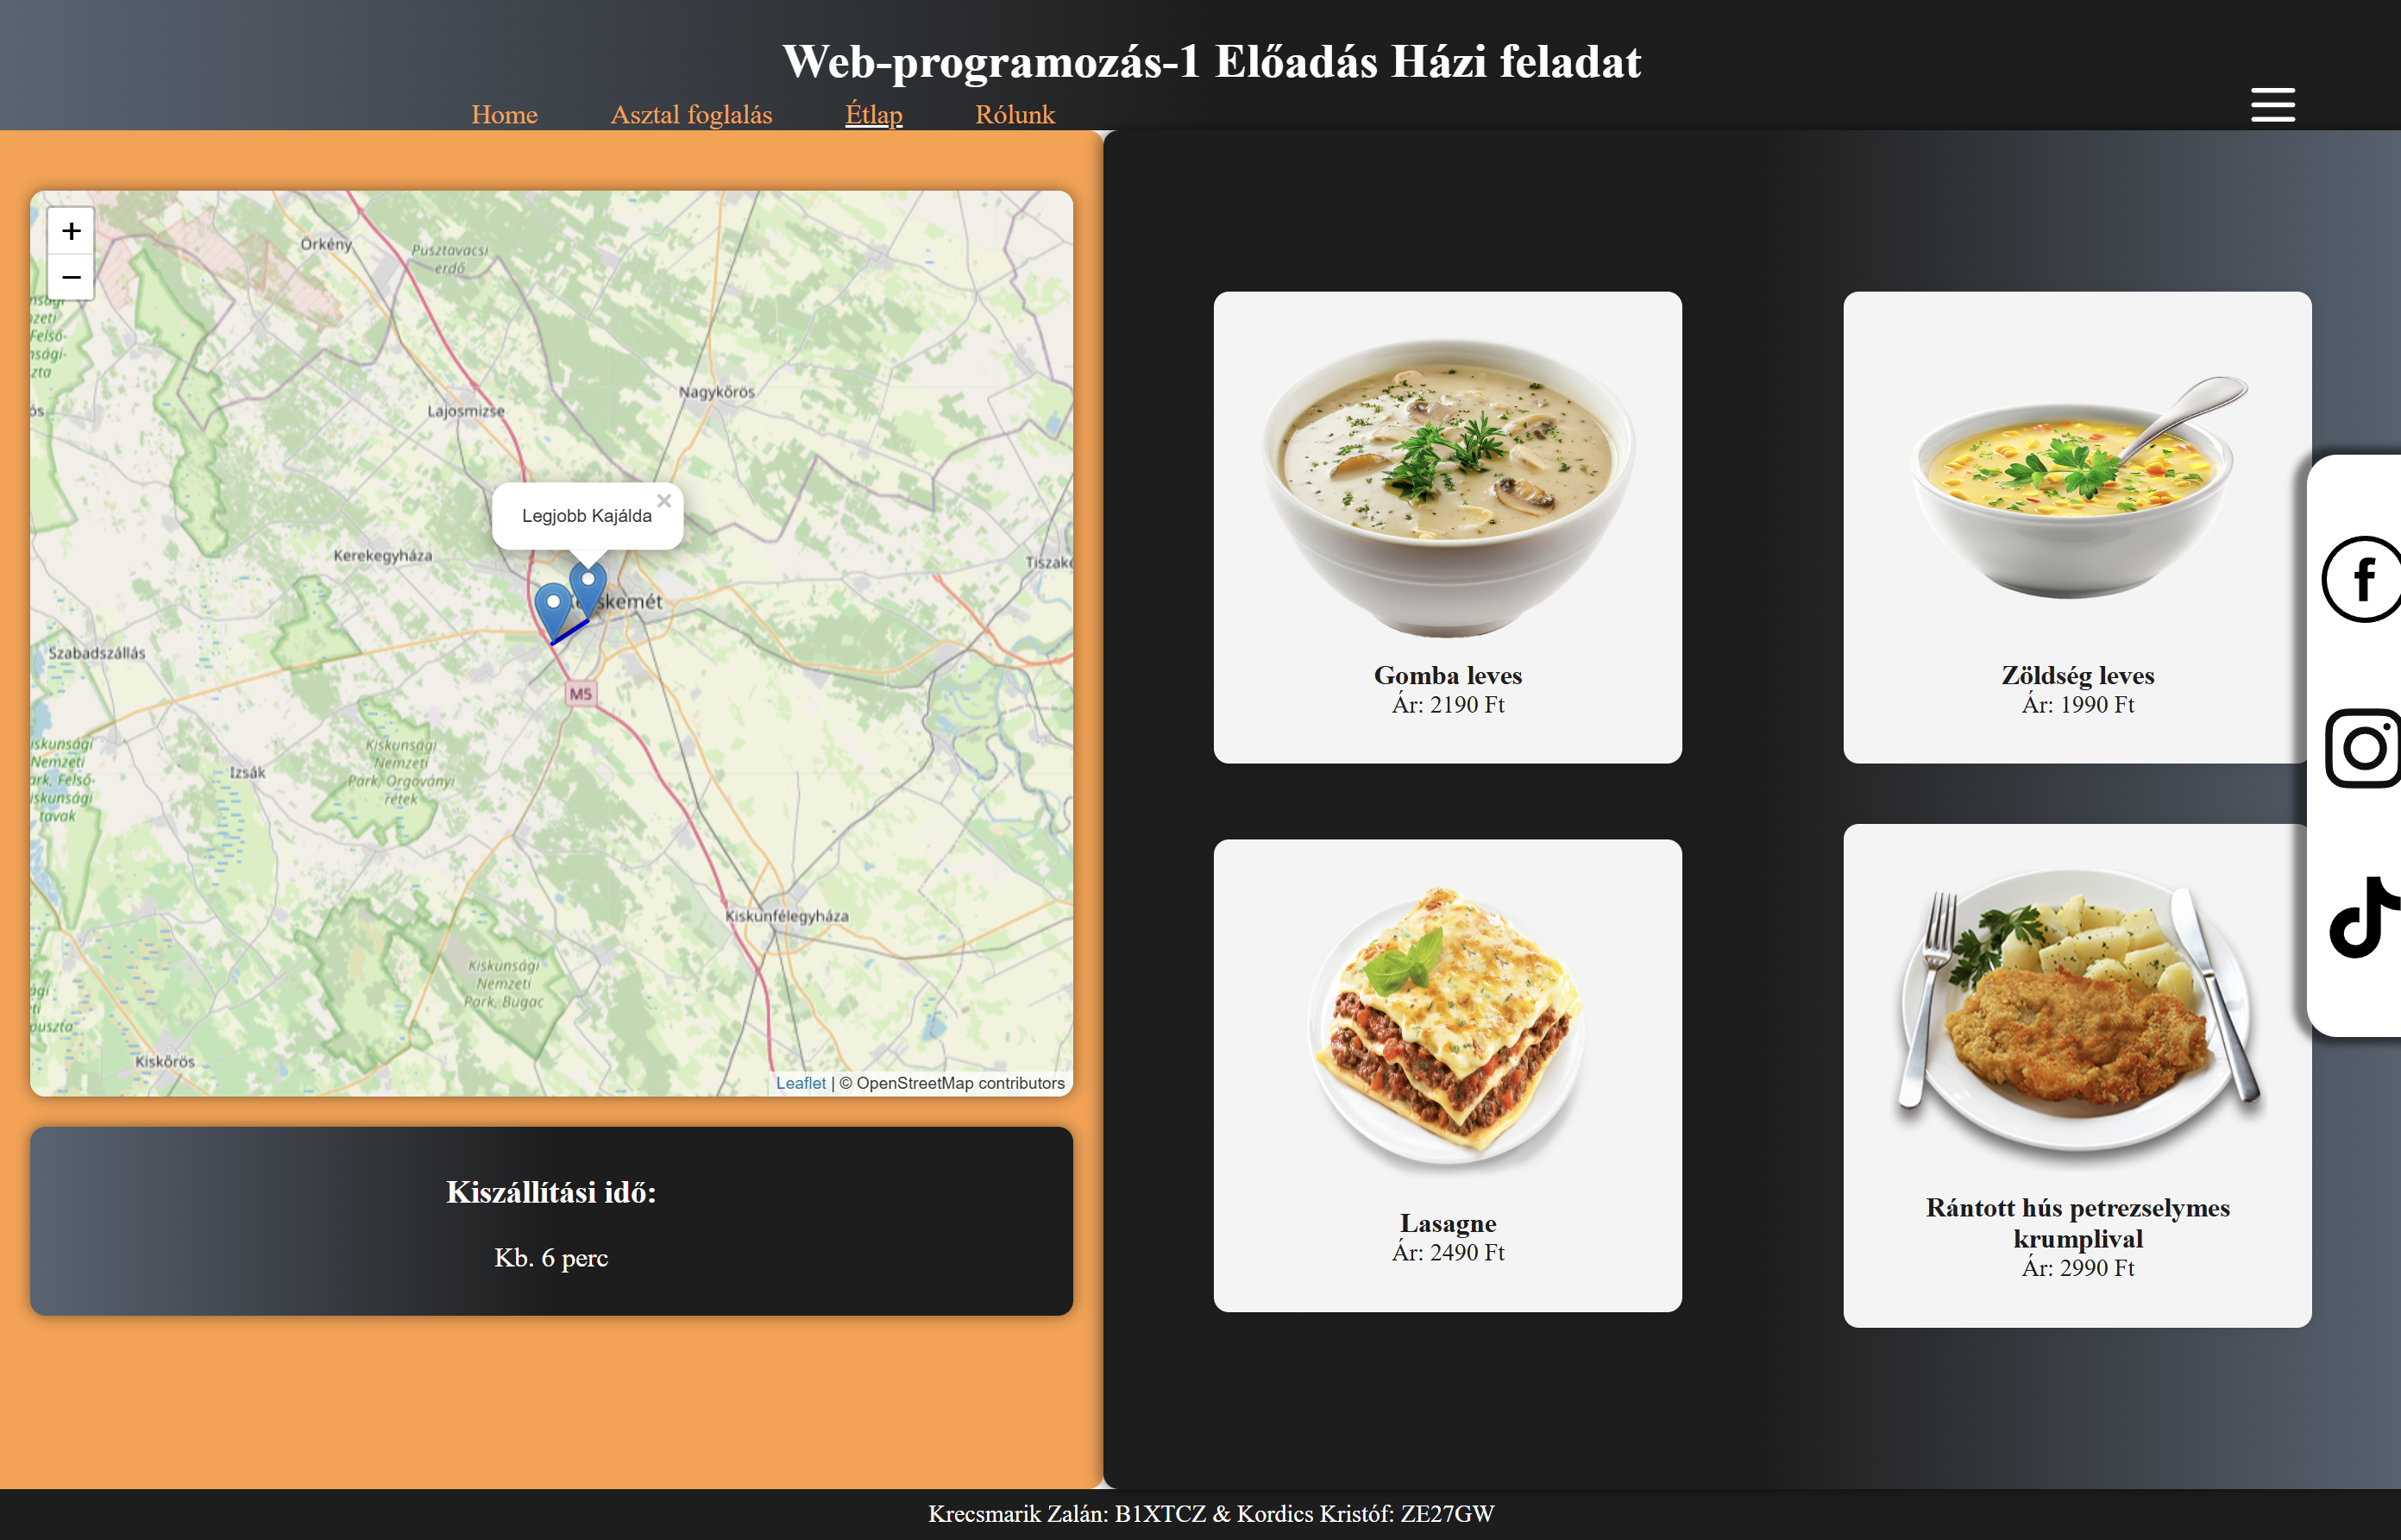 Web-programozás-1 Előadás Házi feladat
Home
Asztal foglalás
Étlap
Rólunk
+
−
Örkény
Pusztavacsi
erdő
Nagykőrös
Lajosmizse
Legjobb Kajálda ×
Kerekegyháza
Szabadszállás
M5
Kiskunsági
Nemzeti
Park, Orgoványi
rétek
Izsák
Kiskunfélegyháza
Kiskunsági
Nemzeti
Park, Bugac
Kiskőrös
Leaflet | © OpenStreetMap contributors
Kiszállítási idő:
Kb. 6 perc
Gomba leves
Ár: 2190 Ft
Zöldség leves
Ár: 1990 Ft
Lasagne
Ár: 2490 Ft
Rántott hús petrezselymes
krumplival
Ár: 2990 Ft
Krecsmarik Zalán: B1XTCZ & Kordics Kristóf: ZE27GW